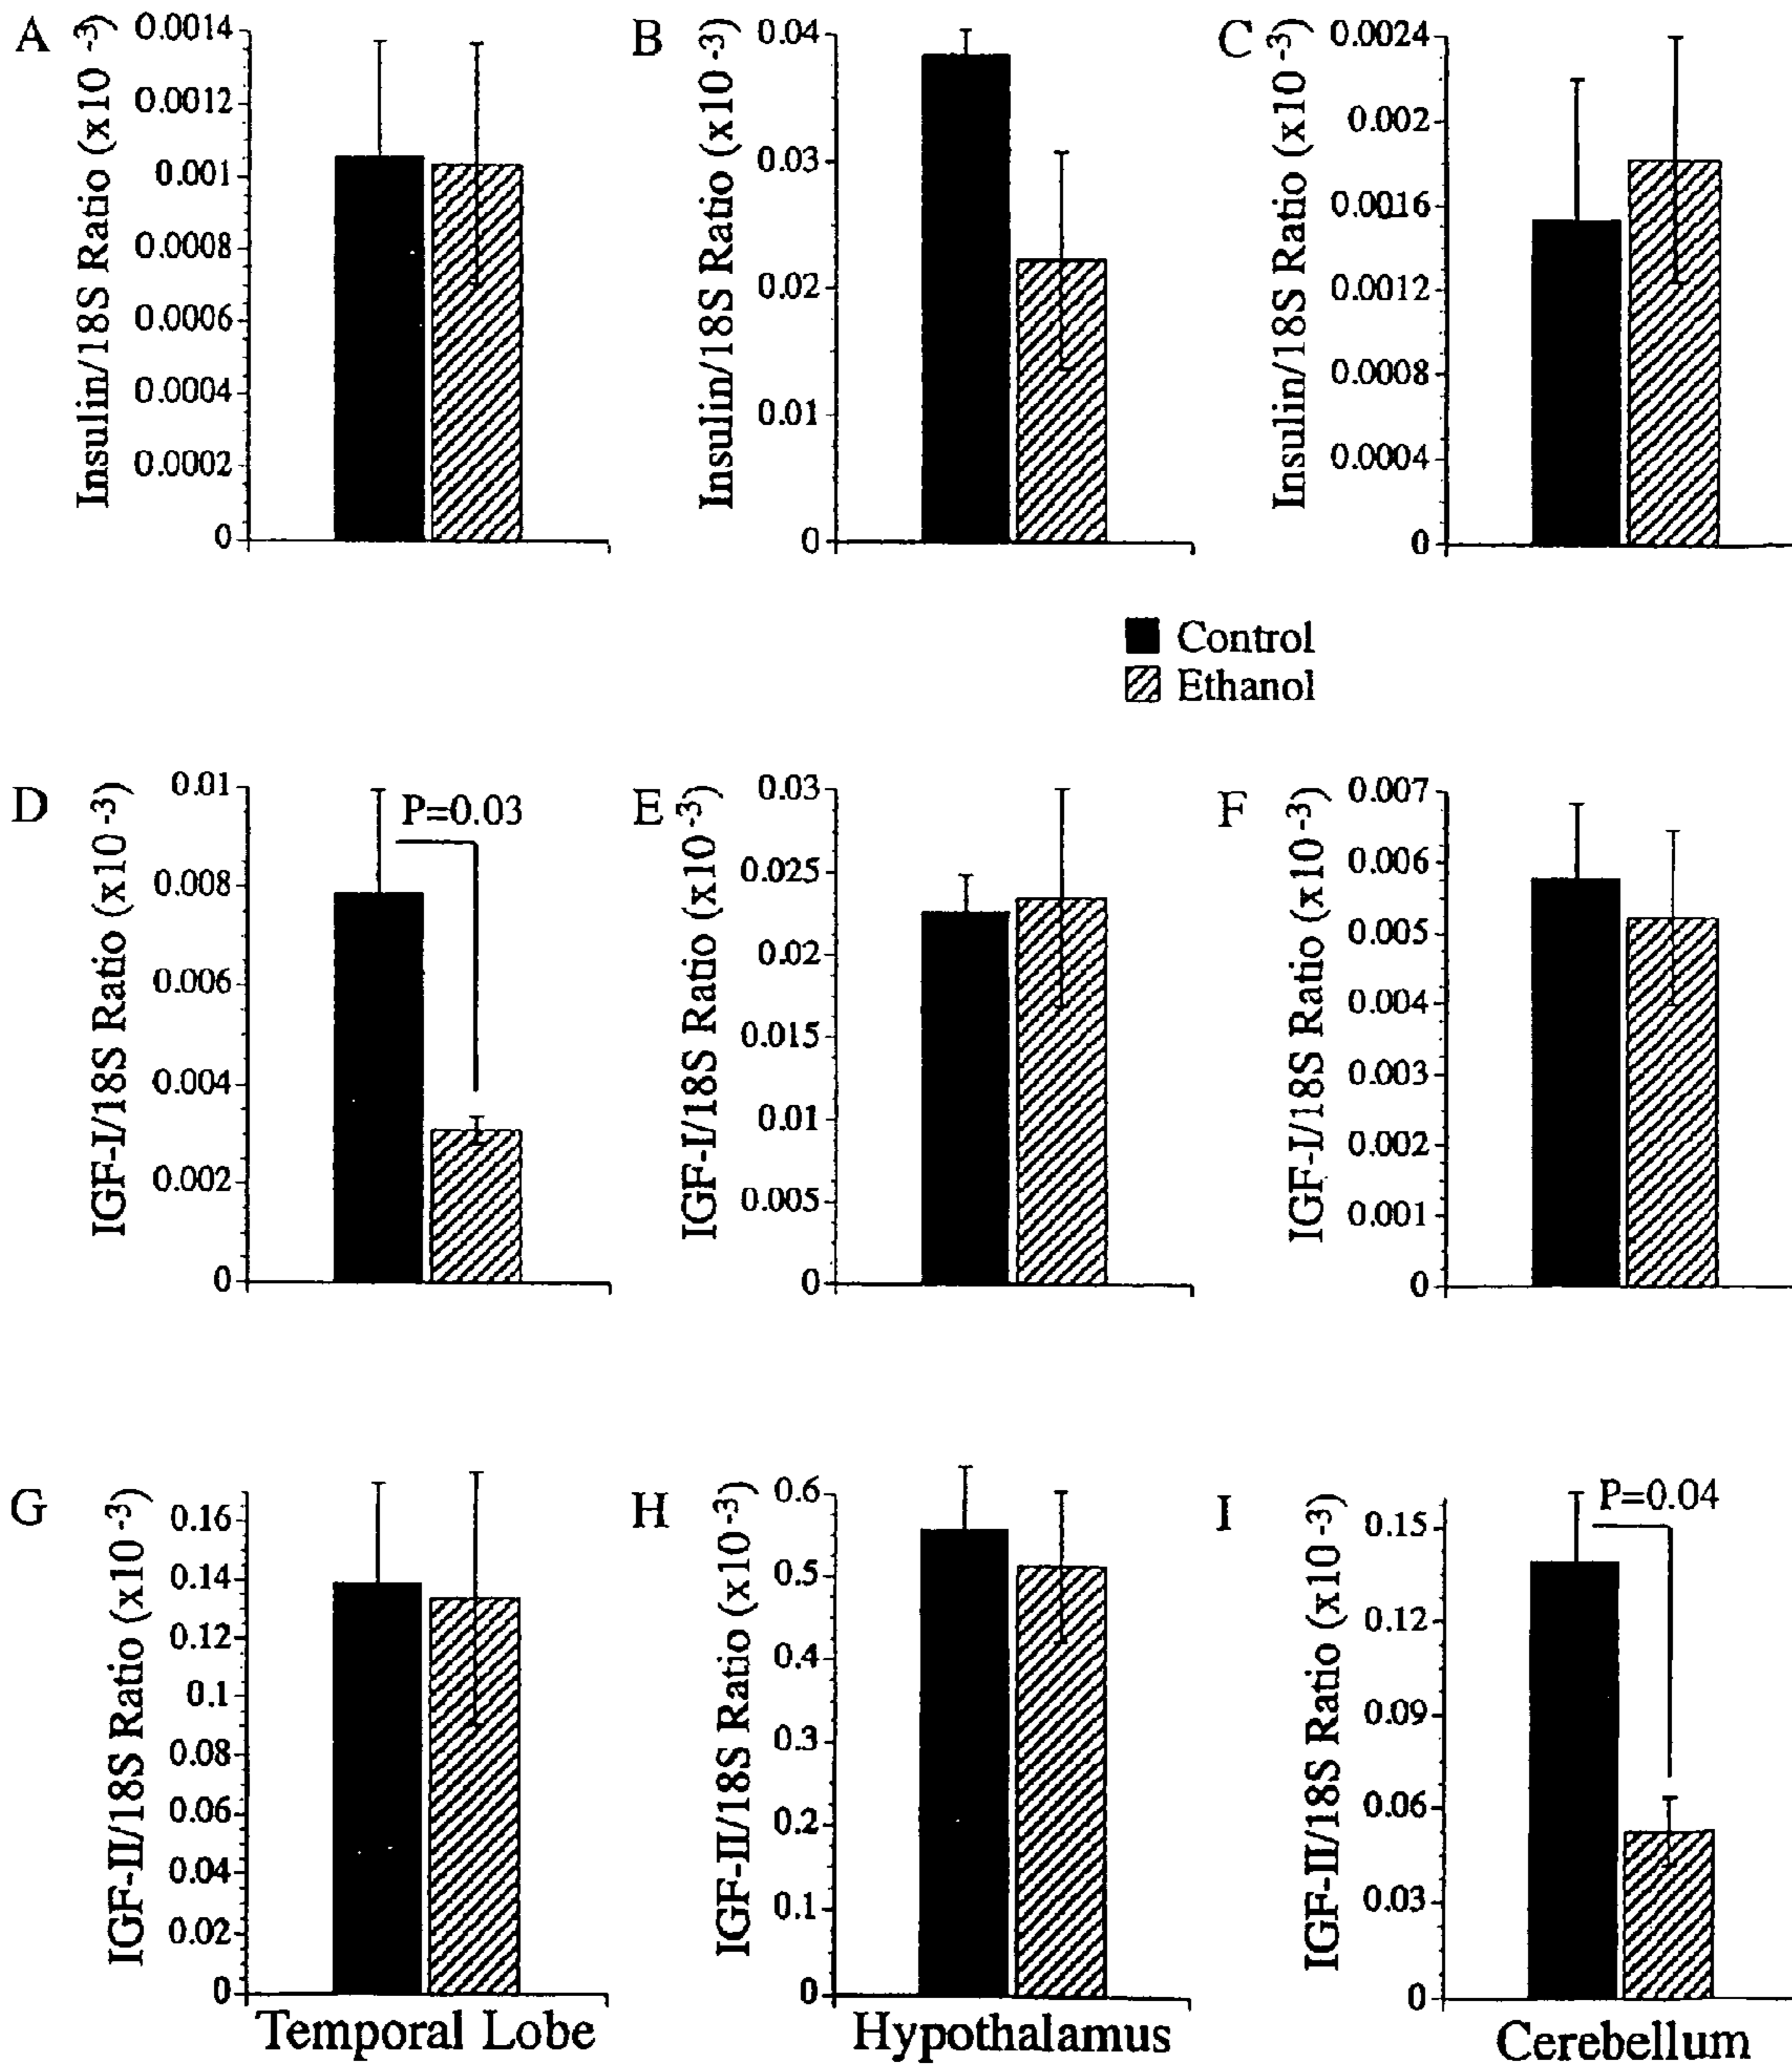 A
Insulin/18S Ratio (x10 -3)
0.0014
0.0012
0.001
0.0008
0.0006
0.0004
0.0002
0
B
Insulin/18S Ratio (x10 -3)
0.04
0.03
0.02
0.01
0
C
Insulin/18S Ratio (x10 -3)
0.0024
0.002
0.0016
0.0012
0.0008
0.0004
0
Control
Ethanol
D
IGF-I/18S Ratio (x10 -3)
0.01
0.008
0.006
0.004
0.002
0
P=0.03
E
IGF-I/18S Ratio (x10 -3)
0.03
0.025
0.02
0.015
0.01
0.005
0
F
IGF-I/18S Ratio (x10 -3)
0.007
0.006
0.005
0.004
0.003
0.002
0.001
0
G
IGF-II/18S Ratio (x10 -3)
0.16
0.14
0.12
0.1
0.08
0.06
0.04
0.02
0
Temporal Lobe
H
IGF-II/18S Ratio (x10 -3)
0.6
0.5
0.4
0.3
0.2
0.1
0
Hypothalamus
I
IGF-II/18S Ratio (x10 -3)
0.15
0.12
0.09
0.06
0.03
0
P=0.04
Cerebellum